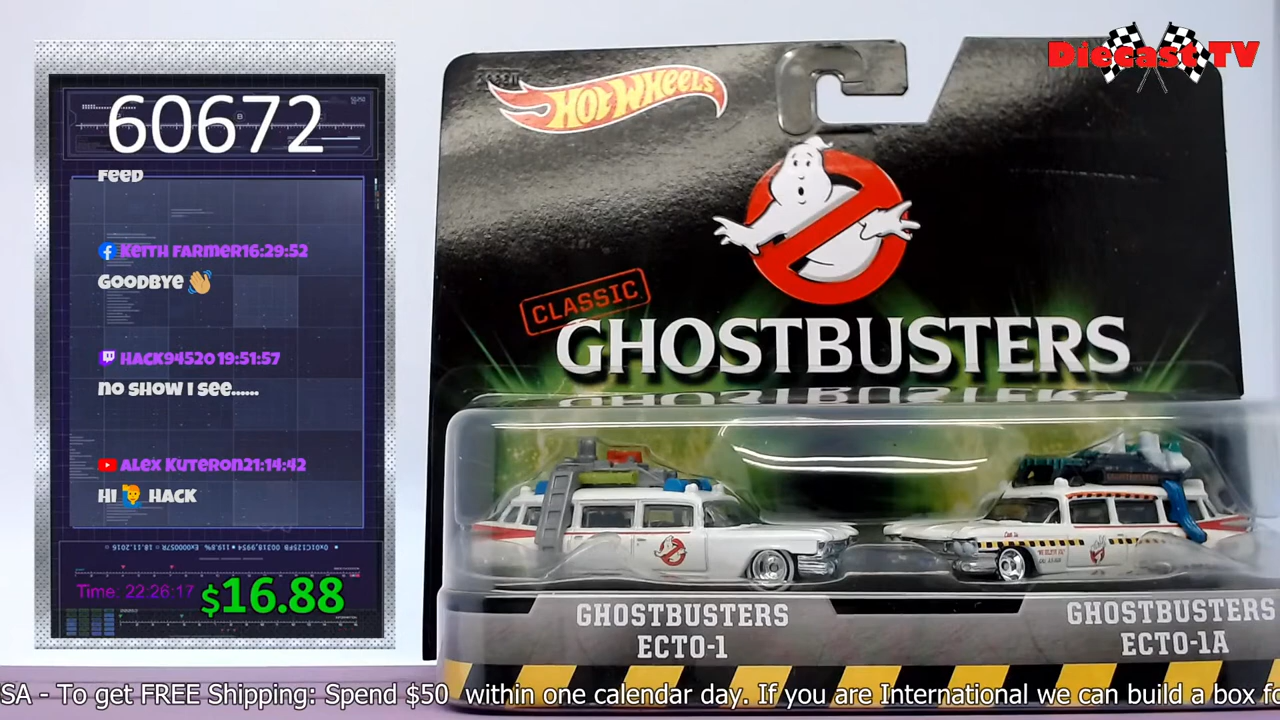 Diecast TV
60672
FEED
Keith Farmer16:29:52
GOODBYE 👋
HACK94520 19:51:57
no show I see......
Alex Kuteron21:14:42
HI 🙋 HACK
Time: 22:26:17
$16.88
HOT WHEELS
CLASSIC
GHOSTBUSTERS
GHOSTBUSTERS
ECTO-1
GHOSTBUSTERS
ECTO-1A
SA - To get FREE Shipping: Spend $50 within one calendar day. If you are International we can build a box fo